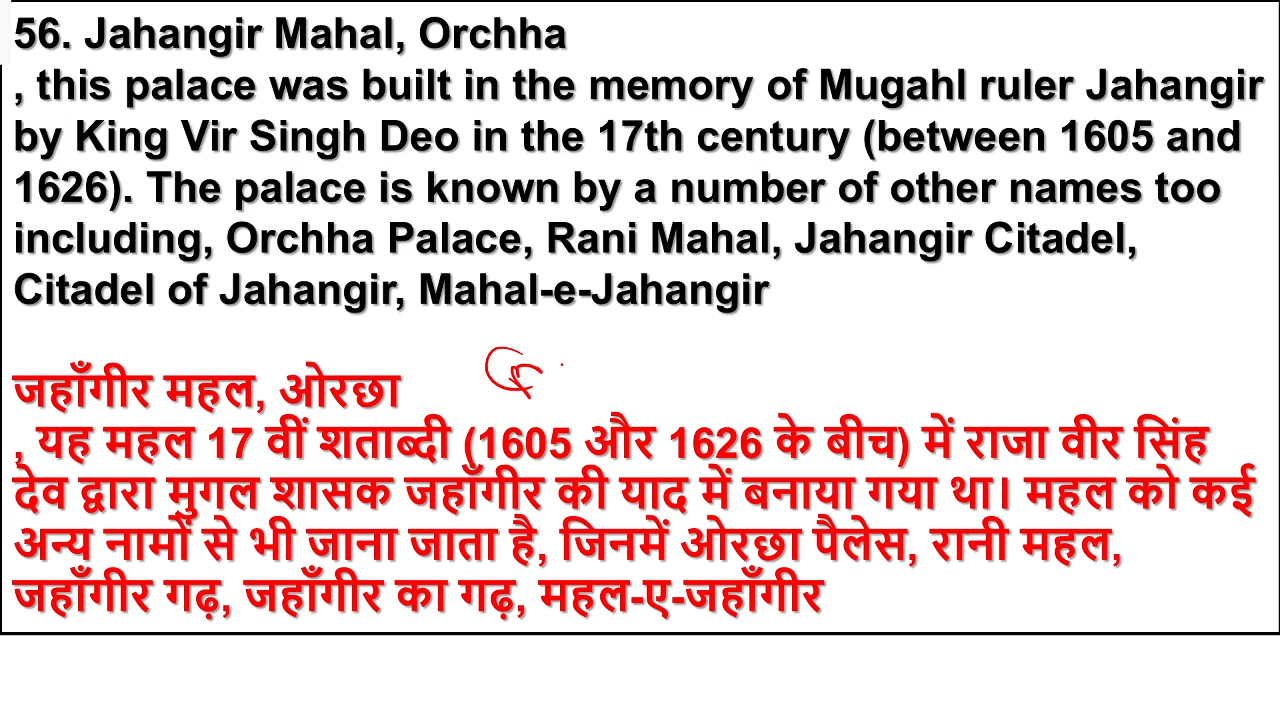 56. Jahangir Mahal, Orchha
, this palace was built in the memory of Mugahl ruler Jahangir
by King Vir Singh Deo in the 17th century (between 1605 and
1626). The palace is known by a number of other names too
including, Orchha Palace, Rani Mahal, Jahangir Citadel,
Citadel of Jahangir, Mahal-e-Jahangir
जहाँगीर महल, ओरछा
, यह महल 17 वीं शताब्दी (1605 और 1626 के बीच) में राजा वीर सिंह
देव द्वारा मुगल शासक जहाँगीर की याद में बनाया गया था। महल को कई
अन्य नामों से भी जाना जाता है, जिनमें ओरछा पैलेस, रानी महल,
जहाँगीर गढ़, जहाँगीर का गढ़, महल-ए-जहाँगीर